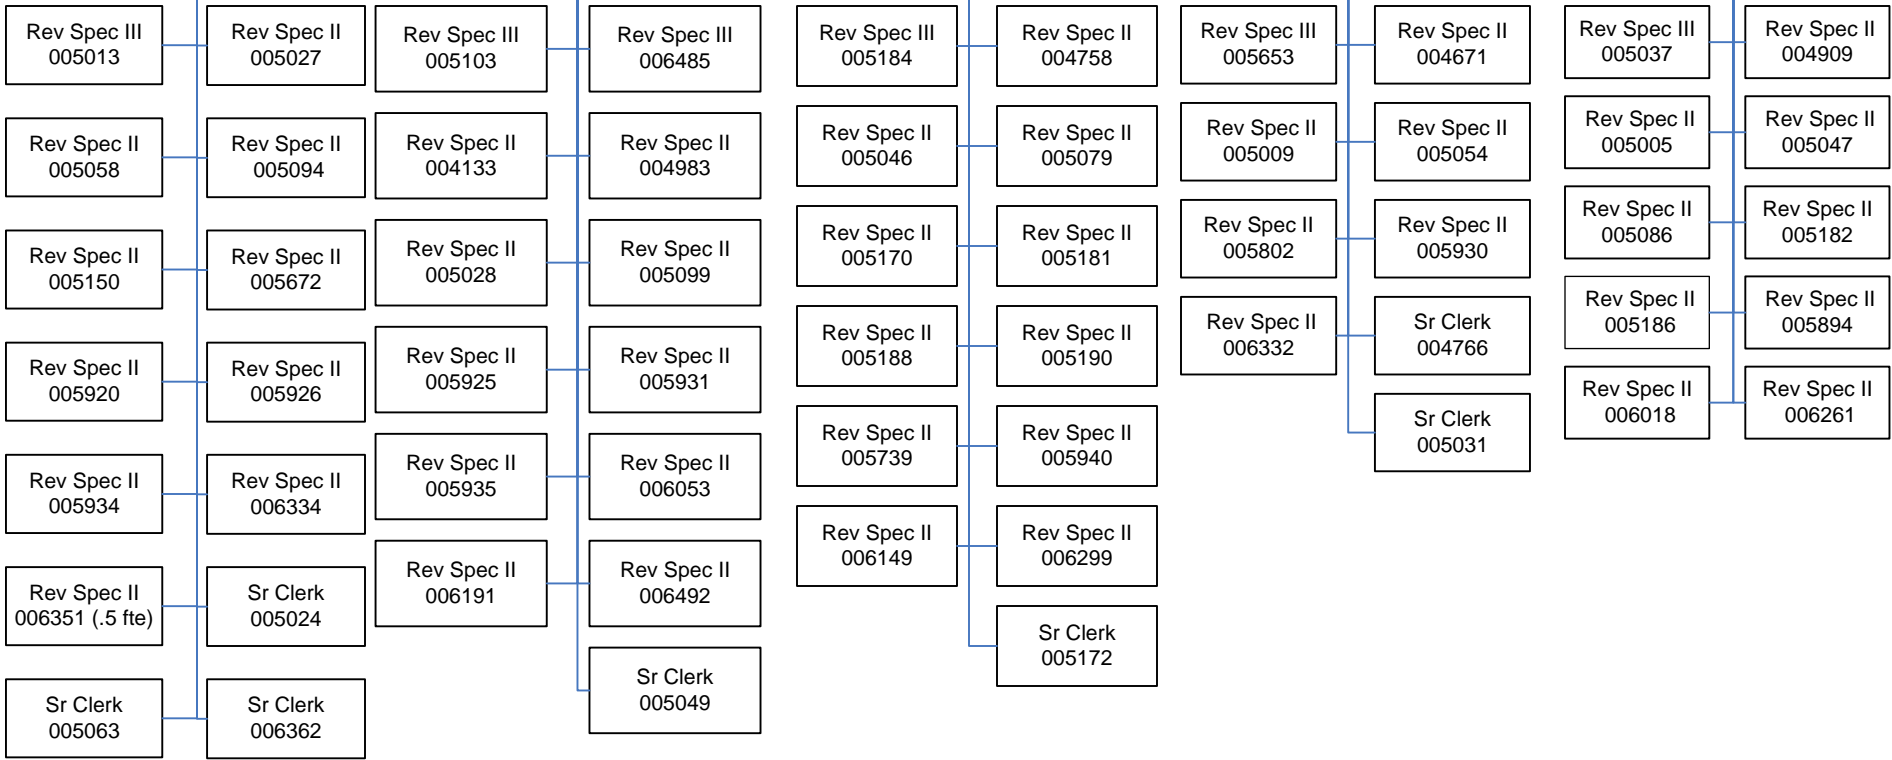 Rev Spec III
005013
Rev Spec II
005027
Rev Spec II
005058
Rev Spec II
005094
Rev Spec II
005150
Rev Spec II
005672
Rev Spec II
005920
Rev Spec II
005926
Rev Spec II
005934
Rev Spec II
006334
Rev Spec II
006351 (.5 fte)
Sr Clerk
005024
Sr Clerk
005063
Sr Clerk
006362
Rev Spec III
005103
Rev Spec III
006485
Rev Spec II
004133
Rev Spec II
004983
Rev Spec II
005028
Rev Spec II
005099
Rev Spec II
005925
Rev Spec II
005931
Rev Spec II
005935
Rev Spec II
006053
Rev Spec II
006191
Rev Spec II
006492
Sr Clerk
005049
Rev Spec III
005184
Rev Spec II
004758
Rev Spec II
005046
Rev Spec II
005079
Rev Spec II
005170
Rev Spec II
005181
Rev Spec II
005188
Rev Spec II
005190
Rev Spec II
005739
Rev Spec II
005940
Rev Spec II
006149
Rev Spec II
006299
Sr Clerk
005172
Rev Spec III
005653
Rev Spec II
004671
Rev Spec II
005009
Rev Spec II
005054
Rev Spec II
005802
Rev Spec II
005930
Rev Spec II
006332
Sr Clerk
004766
Sr Clerk
005031
Rev Spec III
005037
Rev Spec II
004909
Rev Spec II
005005
Rev Spec II
005047
Rev Spec II
005086
Rev Spec II
005182
Rev Spec II
005186
Rev Spec II
005894
Rev Spec II
006018
Rev Spec II
006261